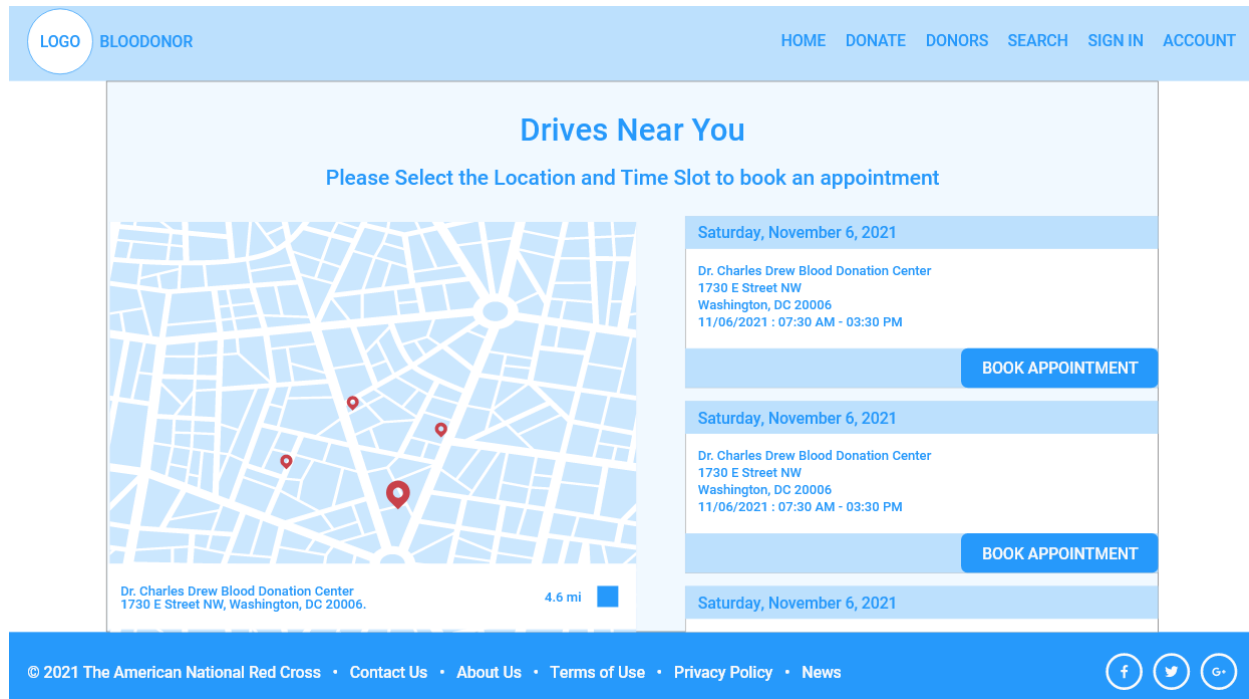 LOGO BLOODONOR HOME DONATE DONORS SEARCH SIGN IN ACCOUNT
Drives Near You
Please Select the Location and Time Slot to book an appointment
Dr. Charles Drew Blood Donation Center
1730 E Street NW, Washington, DC 20006.
4.6 mi
Saturday, November 6, 2021
Dr. Charles Drew Blood Donation Center
1730 E Street NW
Washington, DC 20006
11/06/2021 : 07:30 AM - 03:30 PM
BOOK APPOINTMENT
Saturday, November 6, 2021
Dr. Charles Drew Blood Donation Center
1730 E Street NW
Washington, DC 20006
11/06/2021 : 07:30 AM - 03:30 PM
BOOK APPOINTMENT
Saturday, November 6, 2021
© 2021 The American National Red Cross • Contact Us • About Us • Terms of Use • Privacy Policy • News